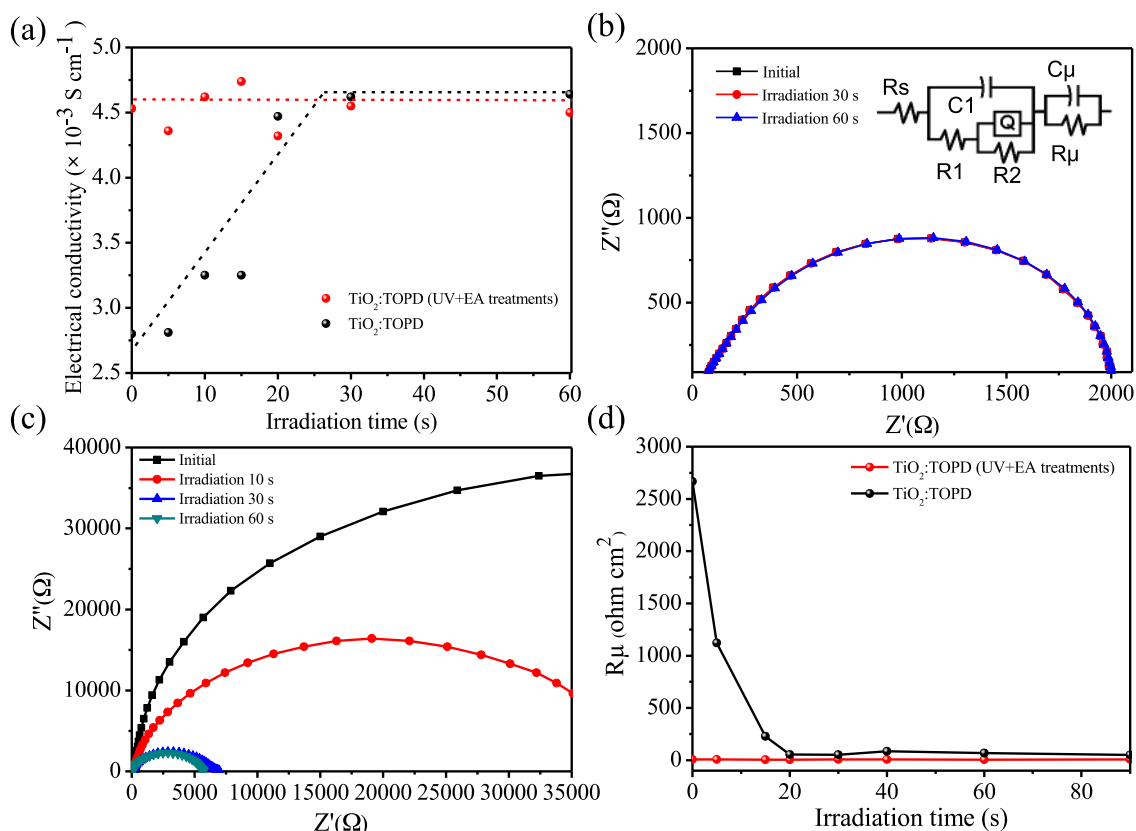 (a)
5.0
4.5
4.0
3.5
3.0
2.5
0
10
20
30
40
50
60
Electrical conductivity (× 10⁻³ S cm⁻¹)
Irradiation time (s)
TiO₂:TOPD (UV+EA treatments)
TiO₂:TOPD
(b)
2000
1500
1000
500
0
0
500
1000
1500
2000
Z''(Ω)
Z'(Ω)
Initial
Irradiation 30 s
Irradiation 60 s
Rs
C1
Q
R1
R2
Cμ
Rμ
(c)
40000
30000
20000
10000
0
0
5000
10000
15000
20000
25000
30000
35000
Z''(Ω)
Z'(Ω)
Initial
Irradiation 10 s
Irradiation 30 s
Irradiation 60 s
(d)
3000
2500
2000
1500
1000
500
0
0
20
40
60
80
Rμ (ohm cm²)
Irradiation time (s)
TiO₂:TOPD (UV+EA treatments)
TiO₂:TOPD